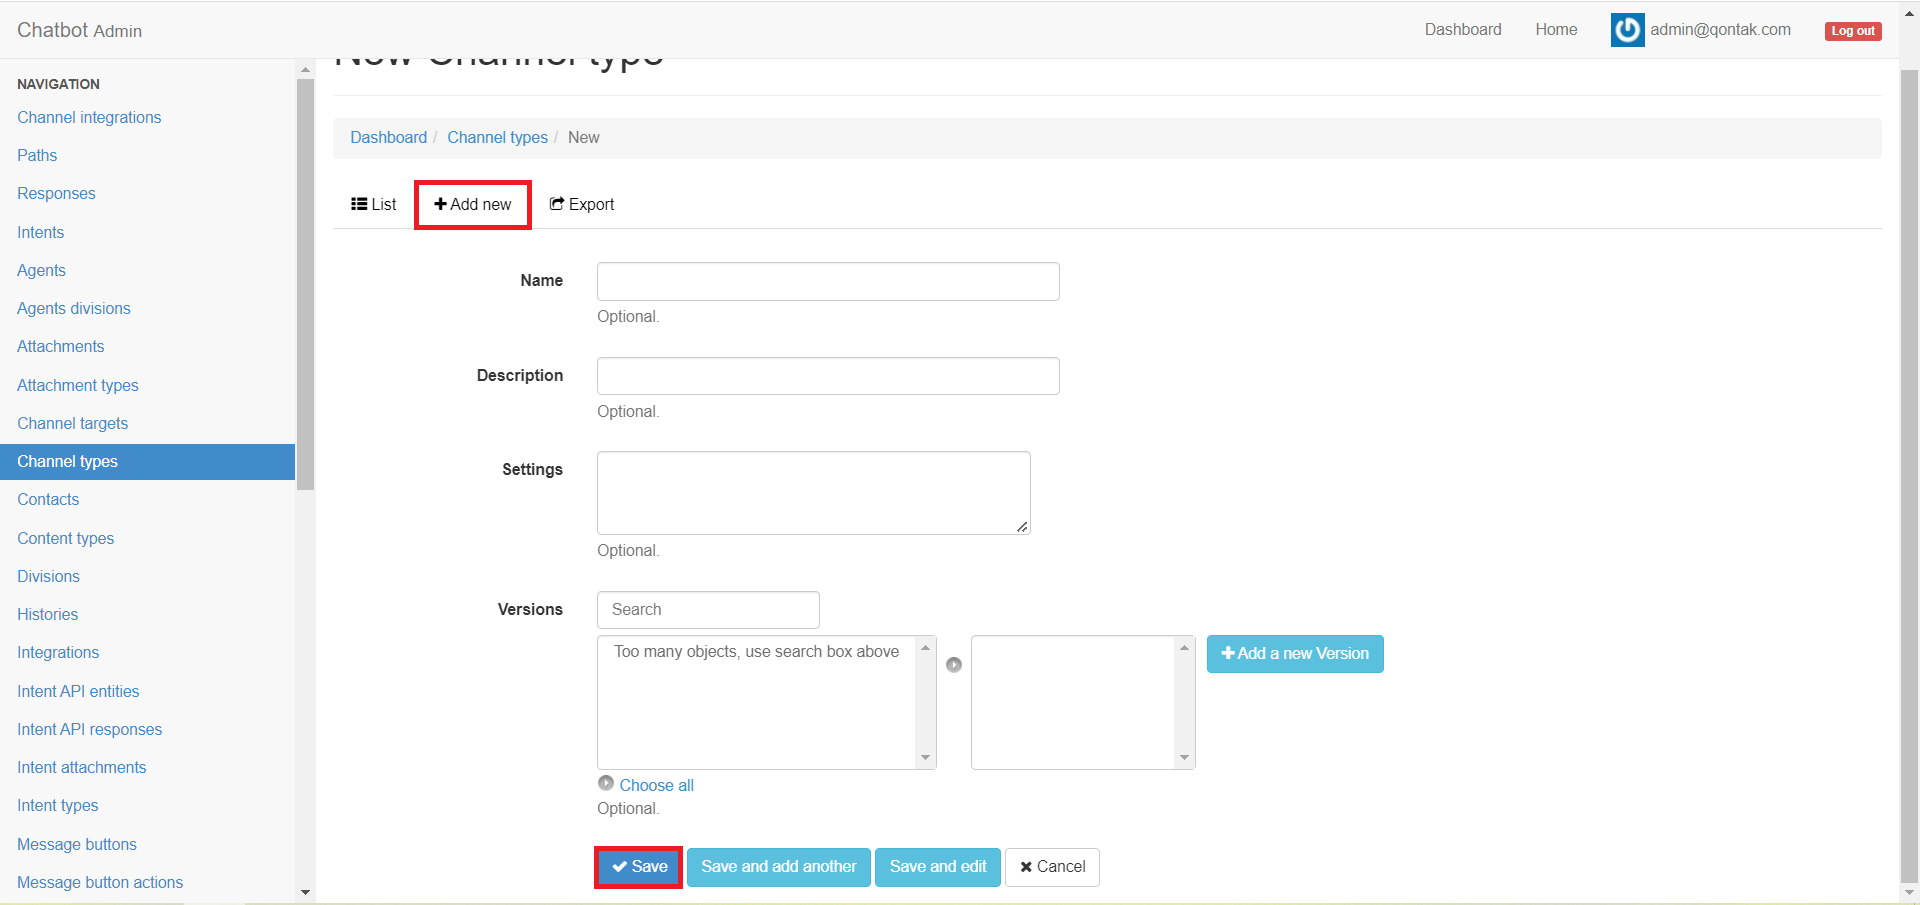 Chatbot Admin
Dashboard
Home
admin@qontak.com
Log out
New Channel type
NAVIGATION
Channel integrations
Paths
Responses
Intents
Agents
Agents divisions
Attachments
Attachment types
Channel targets
Channel types
Contacts
Content types
Divisions
Histories
Integrations
Intent API entities
Intent API responses
Intent attachments
Intent types
Message buttons
Message button actions
Dashboard / Channel types / New
List
Add new
Export
Name
Optional.
Description
Optional.
Settings
Optional.
Versions
Search
Too many objects, use search box above
Add a new Version
Choose all
Optional.
Save
Save and add another
Save and edit
Cancel